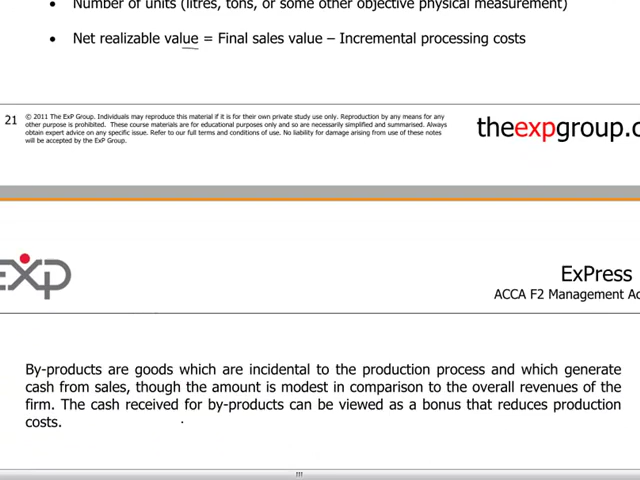 • Number of units (litres, tons, or some other objective physical measurement)
• Net realizable value = Final sales value – Incremental processing costs
21
© 2011 The ExP Group. Individuals may reproduce this material if it is for their own private study use only. Reproduction by any means for any
other purpose is prohibited. These course materials are for educational purposes only and so are necessarily simplified and summarised. Always
obtain expert advice on any specific issue. Refer to our full terms and conditions of use. No liability for damage arising from use of these notes
will be accepted by the ExP Group.
theexpgroup.c
exp
ExPress
ACCA F2 Management Ac
By-products are goods which are incidental to the production process and which generate
cash from sales, though the amount is modest in comparison to the overall revenues of the
firm. The cash received for by-products can be viewed as a bonus that reduces production
costs.